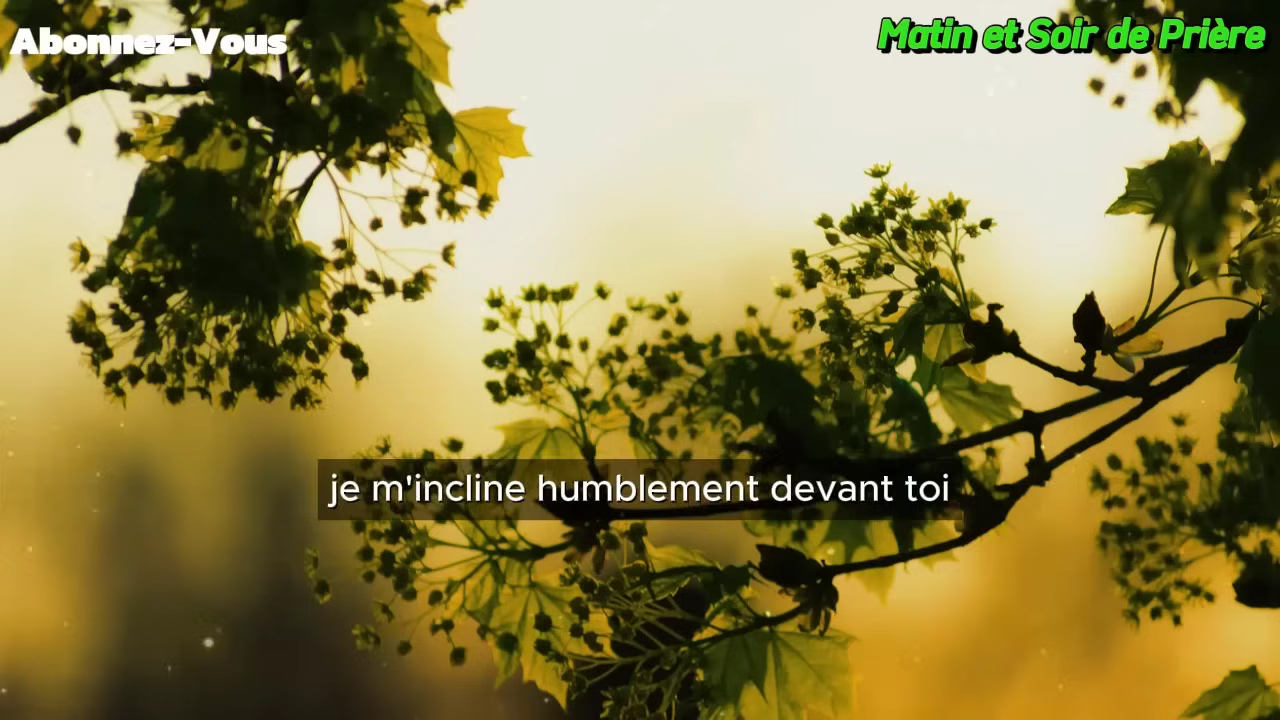 Abonnez-Vous
Matin et Soir de Prière
je m'incline humblement devant toi